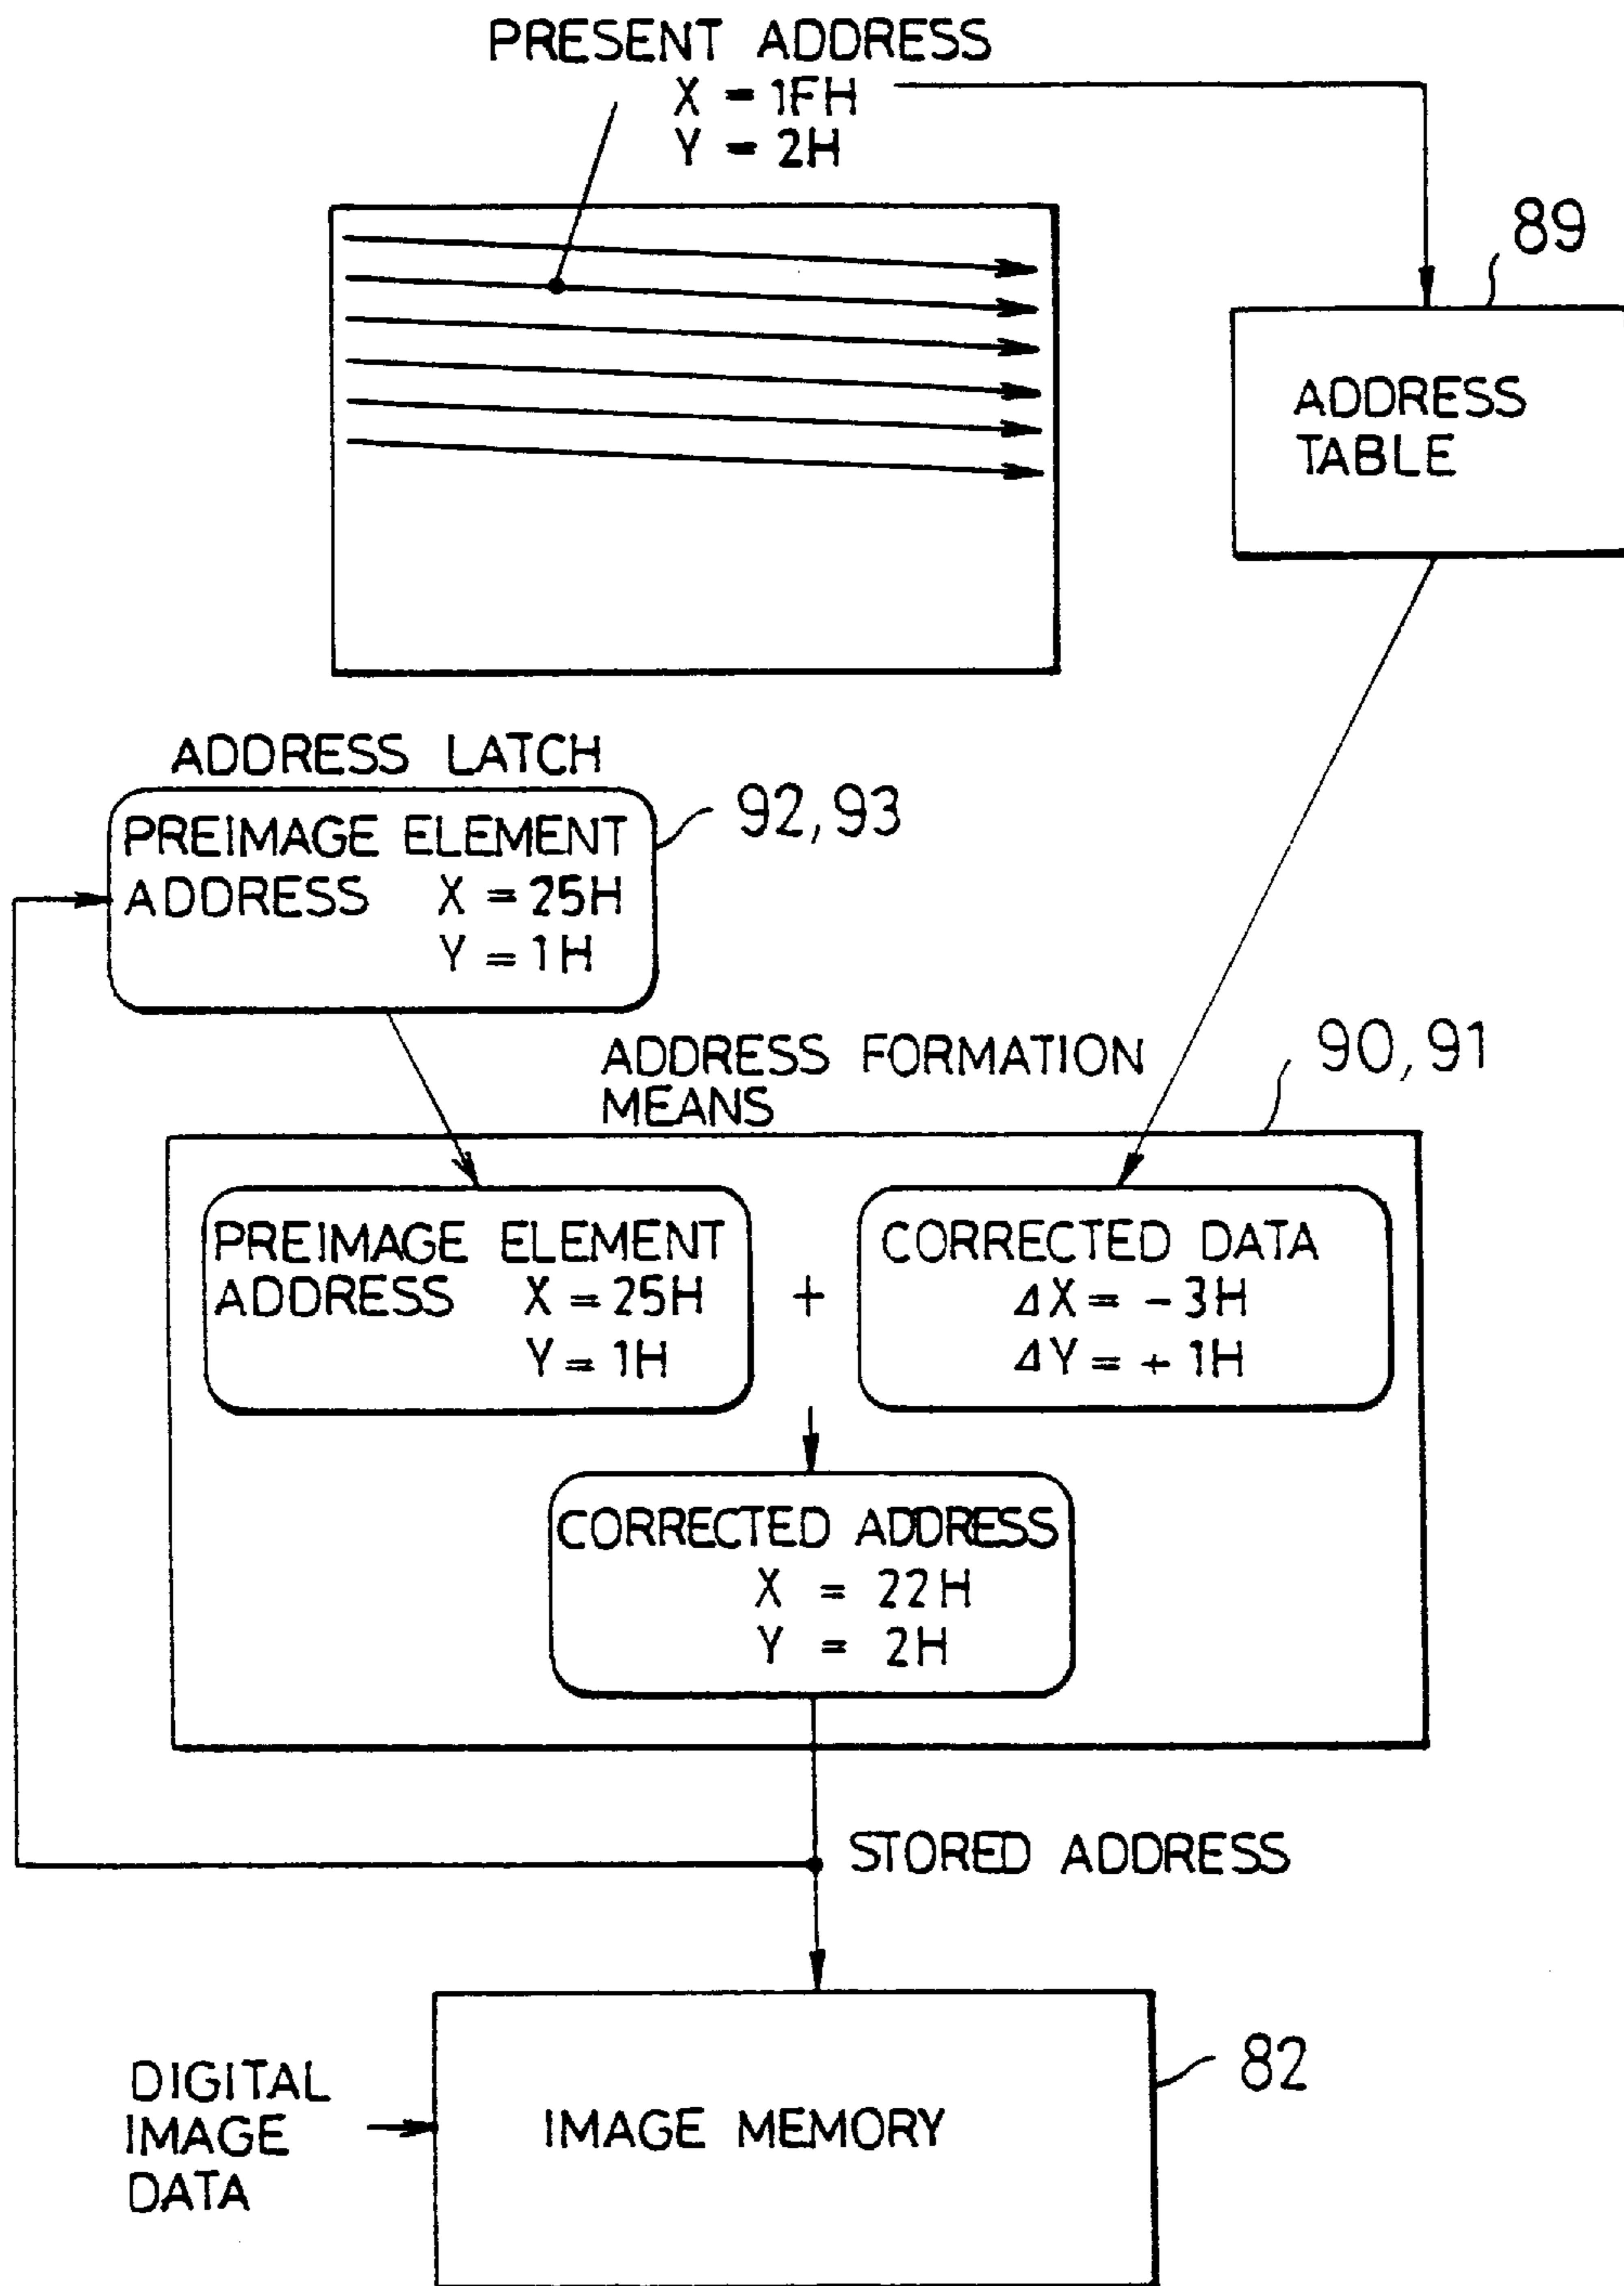 PRESENT ADDRESS
X = 1FH
Y = 2H
89
ADDRESS
TABLE
ADDRESS LATCH
92,93
PREIMAGE ELEMENT
ADDRESS X = 25H
Y = 1H
ADDRESS FORMATION
MEANS
90,91
PREIMAGE ELEMENT
ADDRESS X = 25H
Y = 1H
+
CORRECTED DATA
ΔX = -3H
ΔY = + 1H
CORRECTED ADDRESS
X = 22H
Y = 2H
STORED ADDRESS
82
DIGITAL
IMAGE
DATA
IMAGE MEMORY